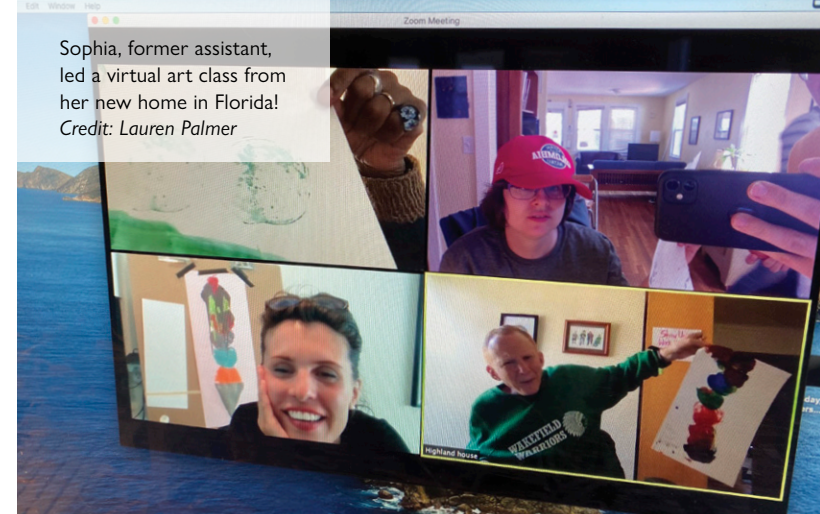 Edit Window Help
Zoom Meeting
Sophia, former assistant,
led a virtual art class from
her new home in Florida!
Credit: Lauren Palmer
Highland house
WAKEFIELD
WARRIORS